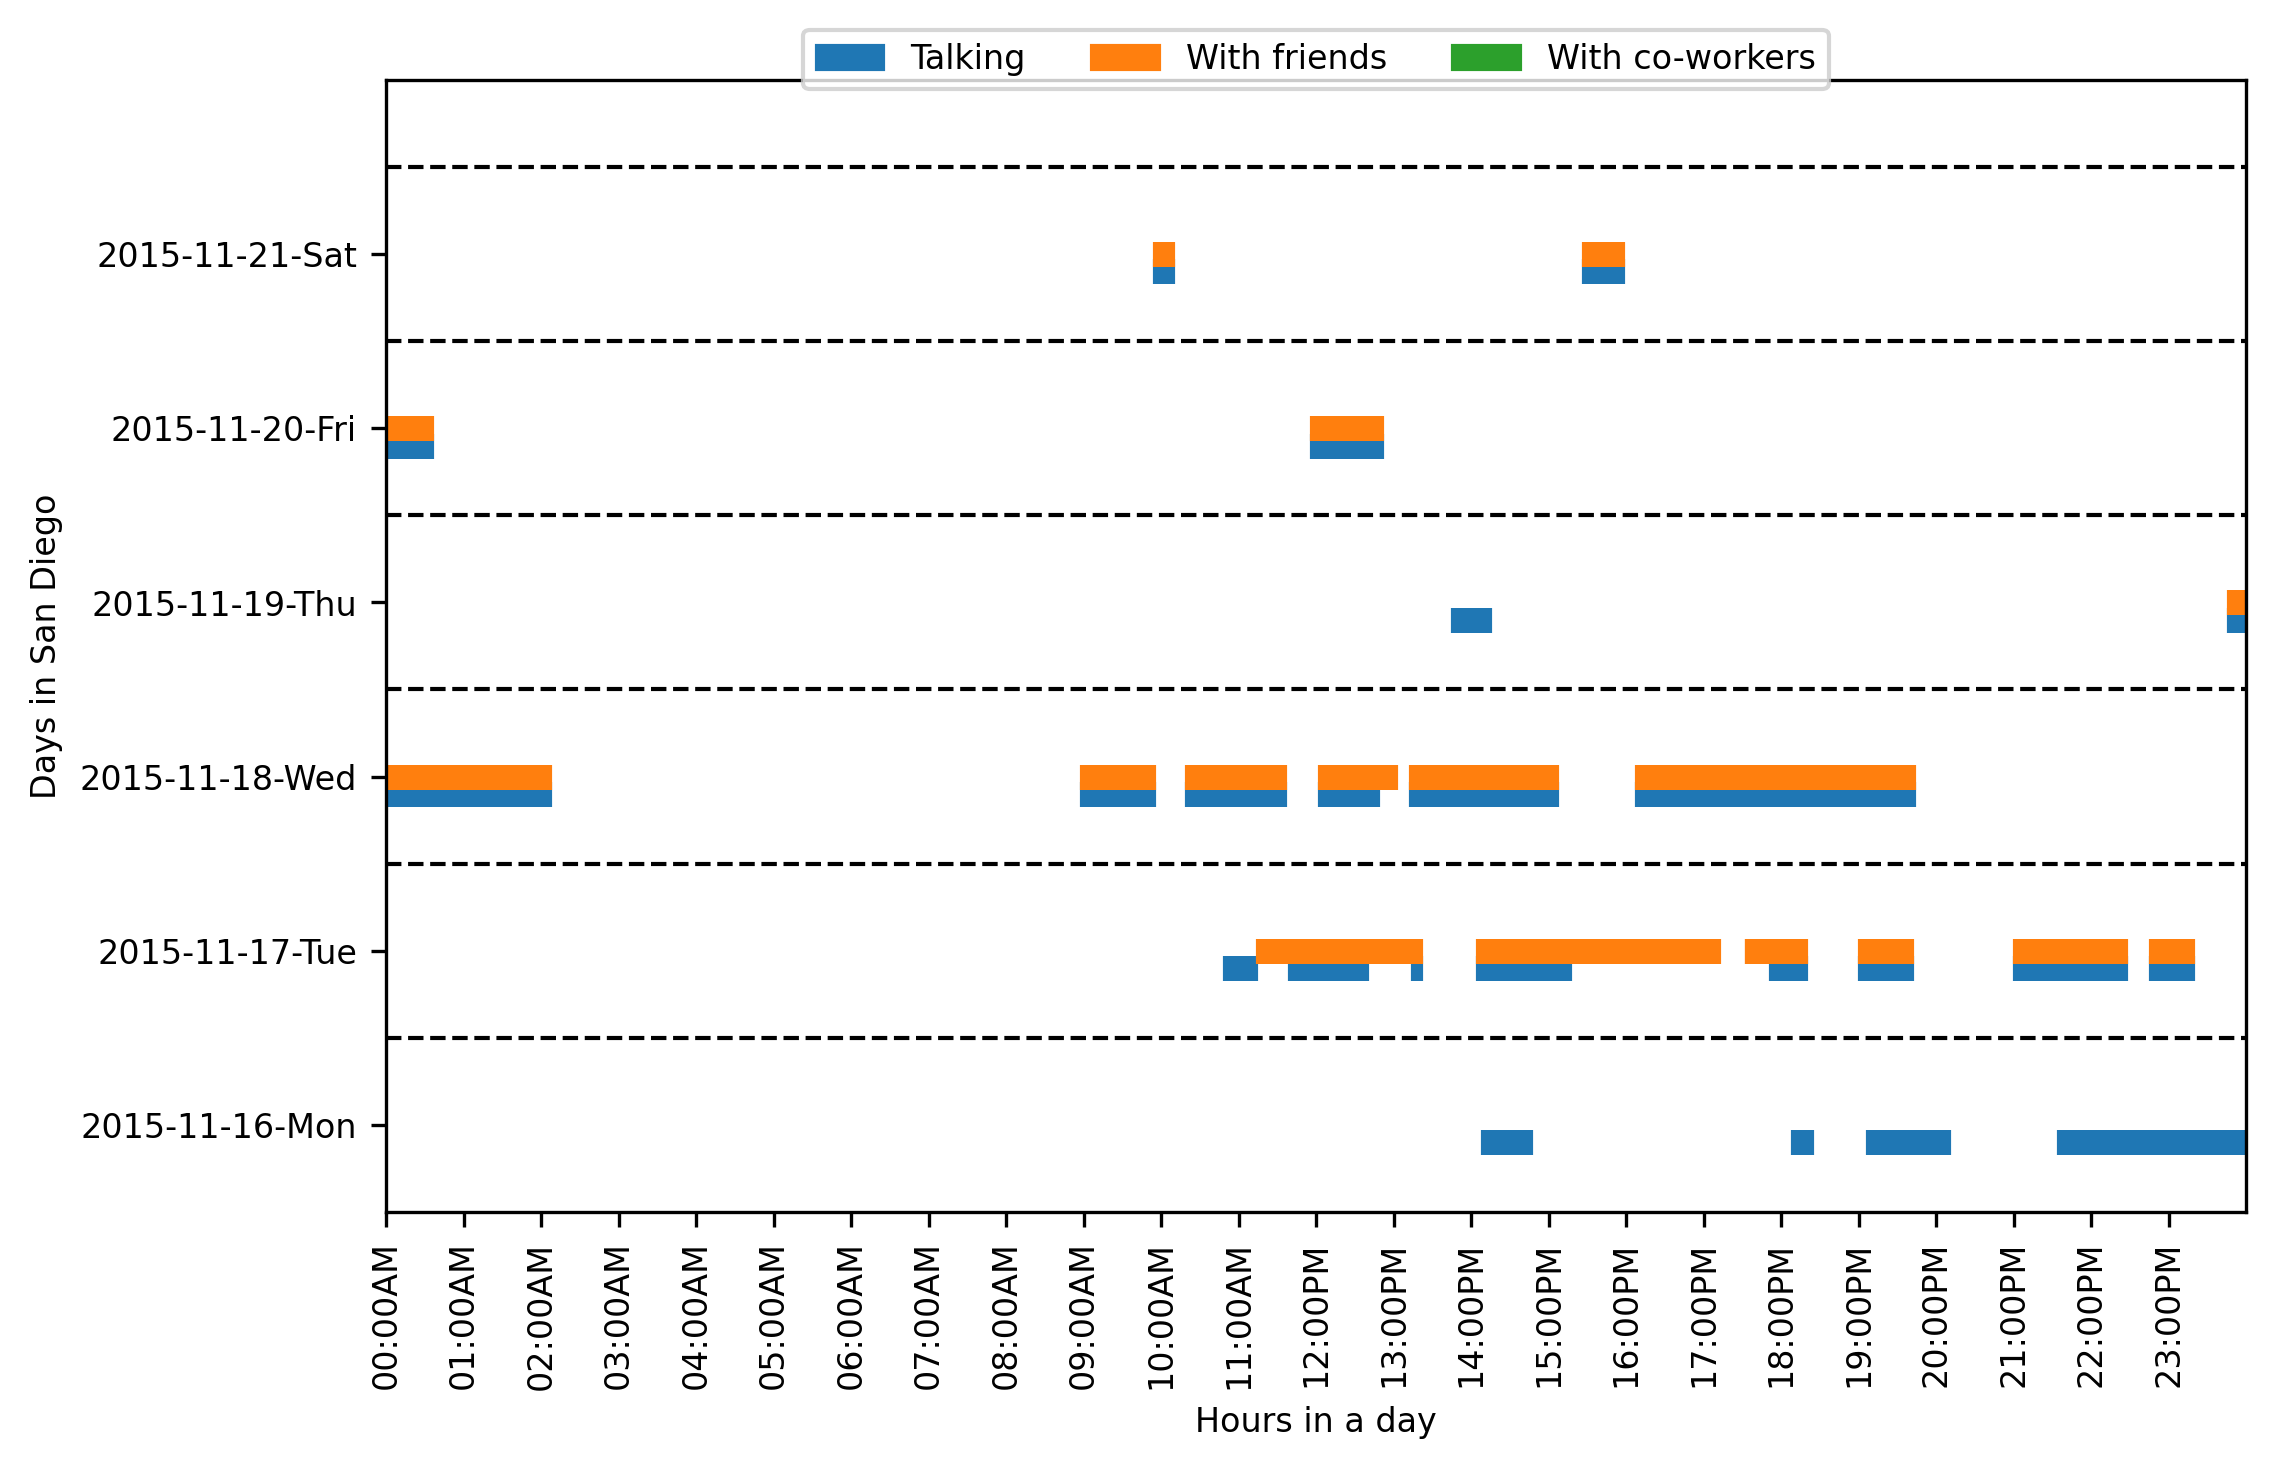 Talking With friends With co-workers
2015-11-21-Sat
2015-11-20-Fri
2015-11-19-Thu
2015-11-18-Wed
2015-11-17-Tue
2015-11-16-Mon
Days in San Diego
00:00AM
01:00AM
02:00AM
03:00AM
04:00AM
05:00AM
06:00AM
07:00AM
08:00AM
09:00AM
10:00AM
11:00AM
12:00PM
13:00PM
14:00PM
15:00PM
16:00PM
17:00PM
18:00PM
19:00PM
20:00PM
21:00PM
22:00PM
23:00PM
Hours in a day